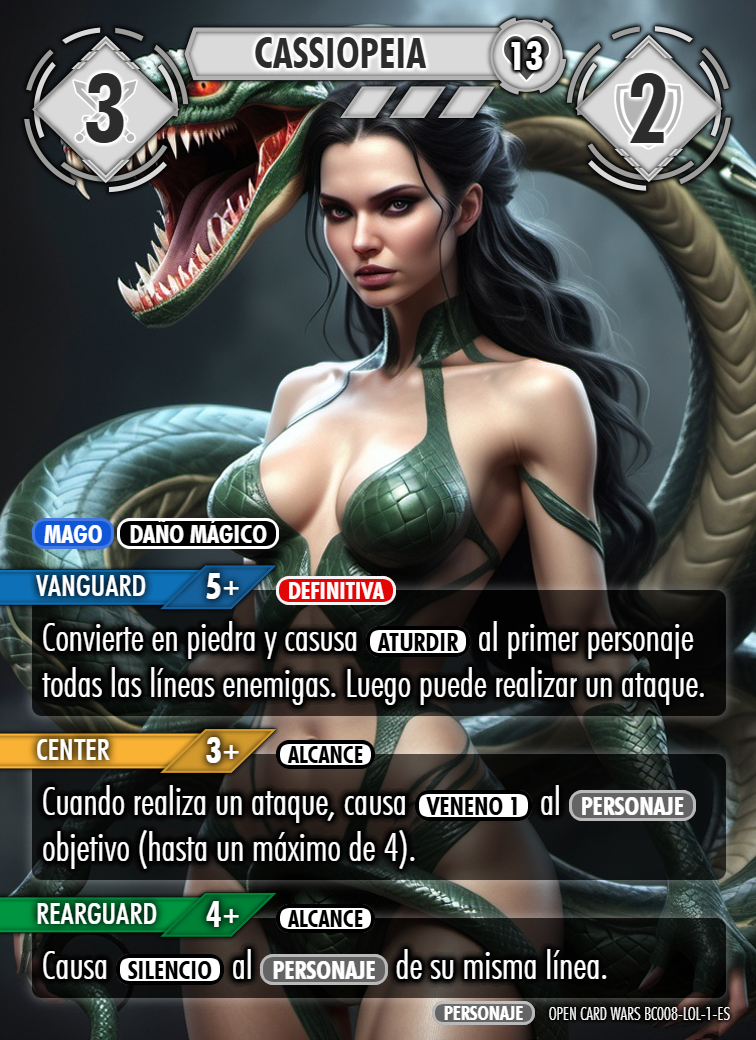 CASSIOPEIA
13
3
2
MAGO DAÑO MÁGICO
VANGUARD 5+ DEFINITIVA
Convierte en piedra y casusa ATURDIR al primer personaje
todas las líneas enemigas. Luego puede realizar un ataque.
CENTER 3+ ALCANCE
Cuando realiza un ataque, causa VENENO 1 al PERSONAJE
objetivo (hasta un máximo de 4).
REARGUARD 4+ ALCANCE
Causa SILENCIO al PERSONAJE de su misma línea.
PERSONAJE OPEN CARD WARS BC008-LOL-1-ES